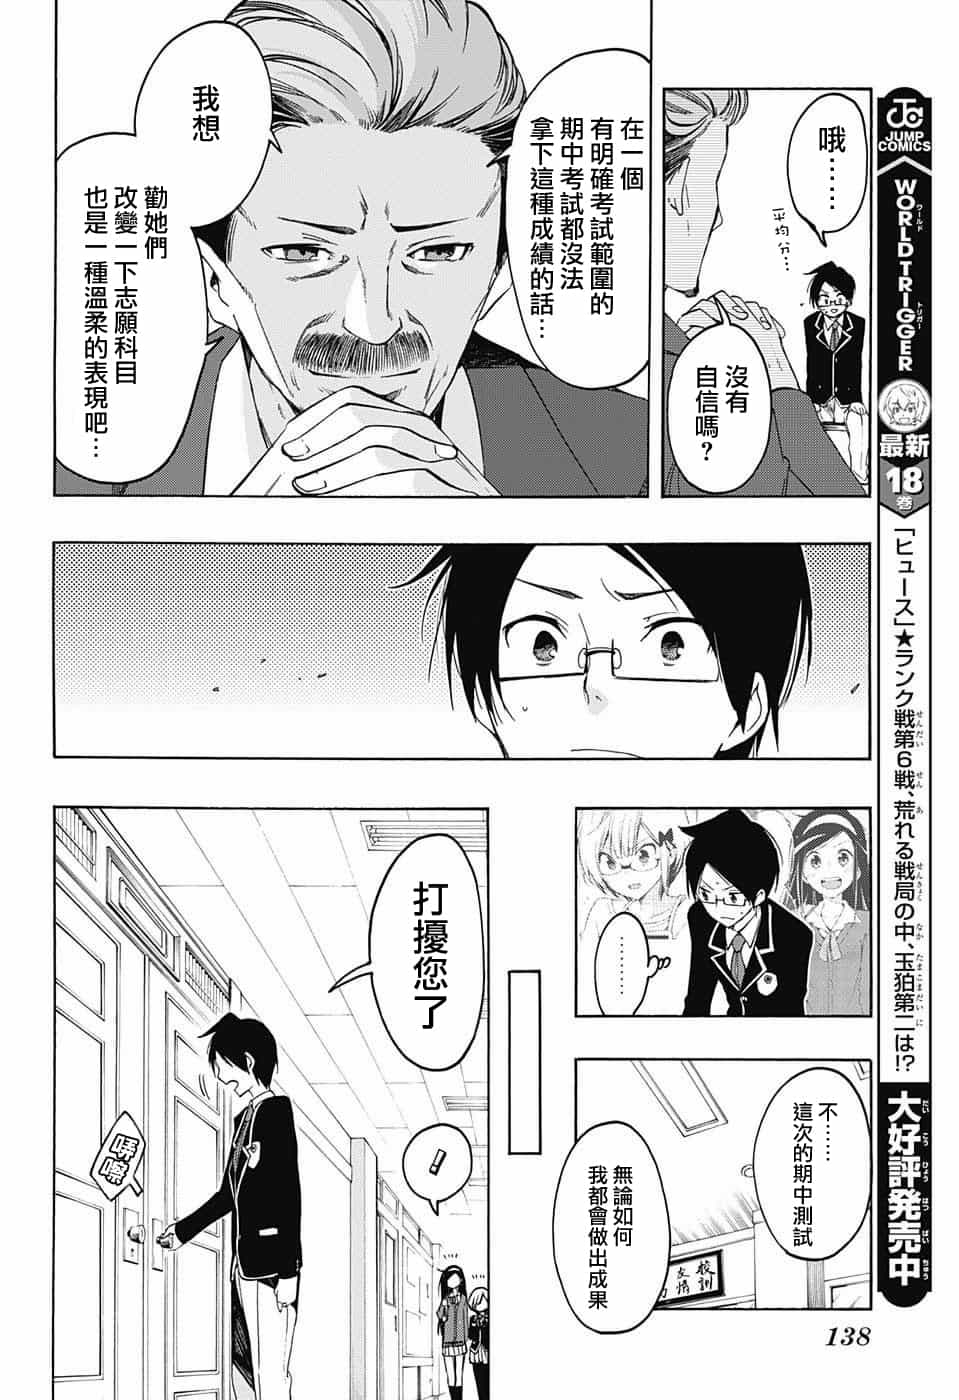 哦……
平均分…
沒有
自信嗎？
在一個
有明確考試範圍的
期中考試都沒法
拿下這種成績的話…
我想
勸她們
改變一下志願科目
也是一種溫柔的表現吧…
……
不……
這次的期中測試
無論如何
我都會做出成果
校訓
友情
打擾您了
！
JC
JUMP
COMICS
WORLD TRIGGER
ワールド
トリガー
最新
18
巻
「ヒュース」★ランク戦第6戦、荒れる戦局の中、玉狛第二は!?
大好評発売中
138